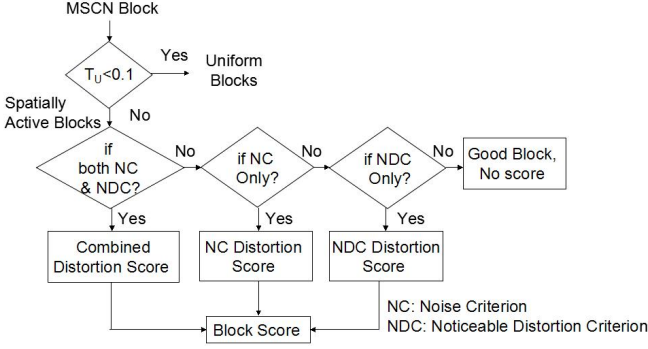 MSCN Block
Yes
TU<0.1
Uniform
Blocks
Spatially
Active Blocks
No
if
both NC
& NDC?
No
if NC
Only?
No
if NDC
Only?
No
Good Block,
No score
Yes
Yes
Yes
Combined
Distortion Score
NC Distortion
Score
NDC Distortion
Score
Block Score
NC: Noise Criterion
NDC: Noticeable Distortion Criterion